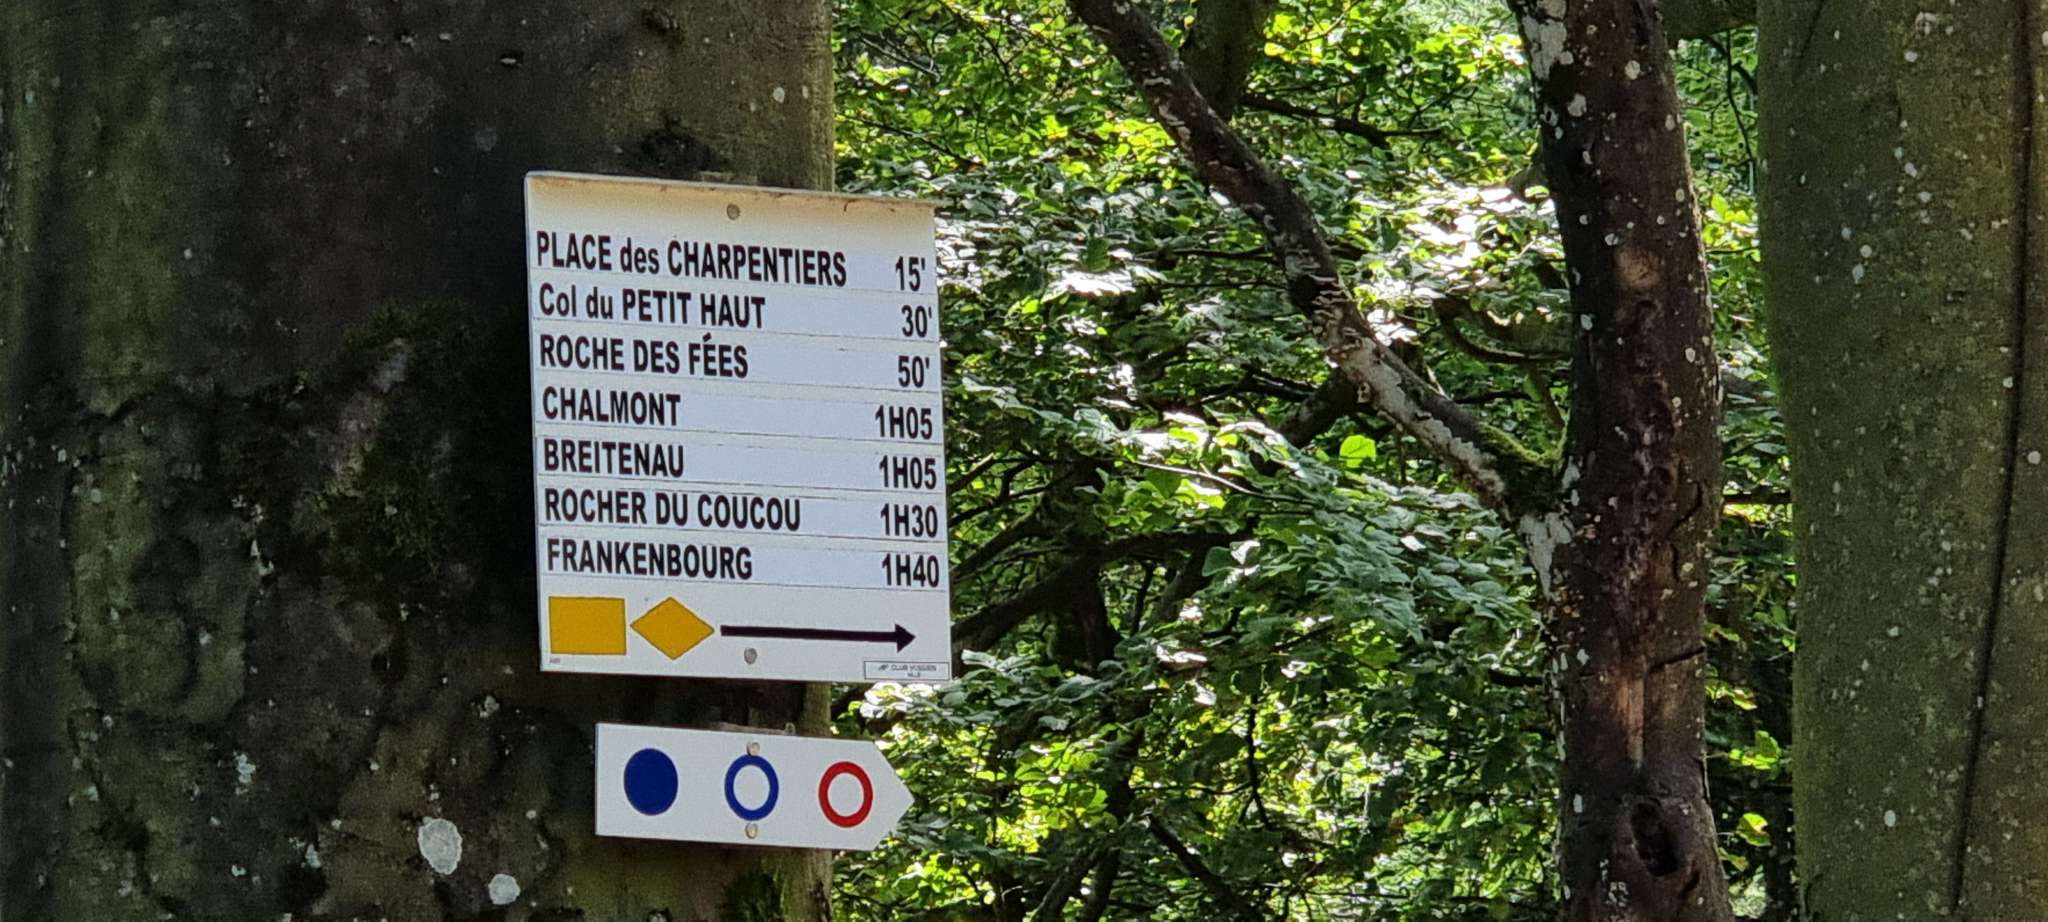 PLACE des CHARPENTIERS 15'
Col du PETIT HAUT 30'
ROCHE DES FÉES 50'
CHALMONT 1H05
BREITENAU 1H05
ROCHER DU COUCOU 1H30
FRANKENBOURG 1H40
CLUB VOSGIEN